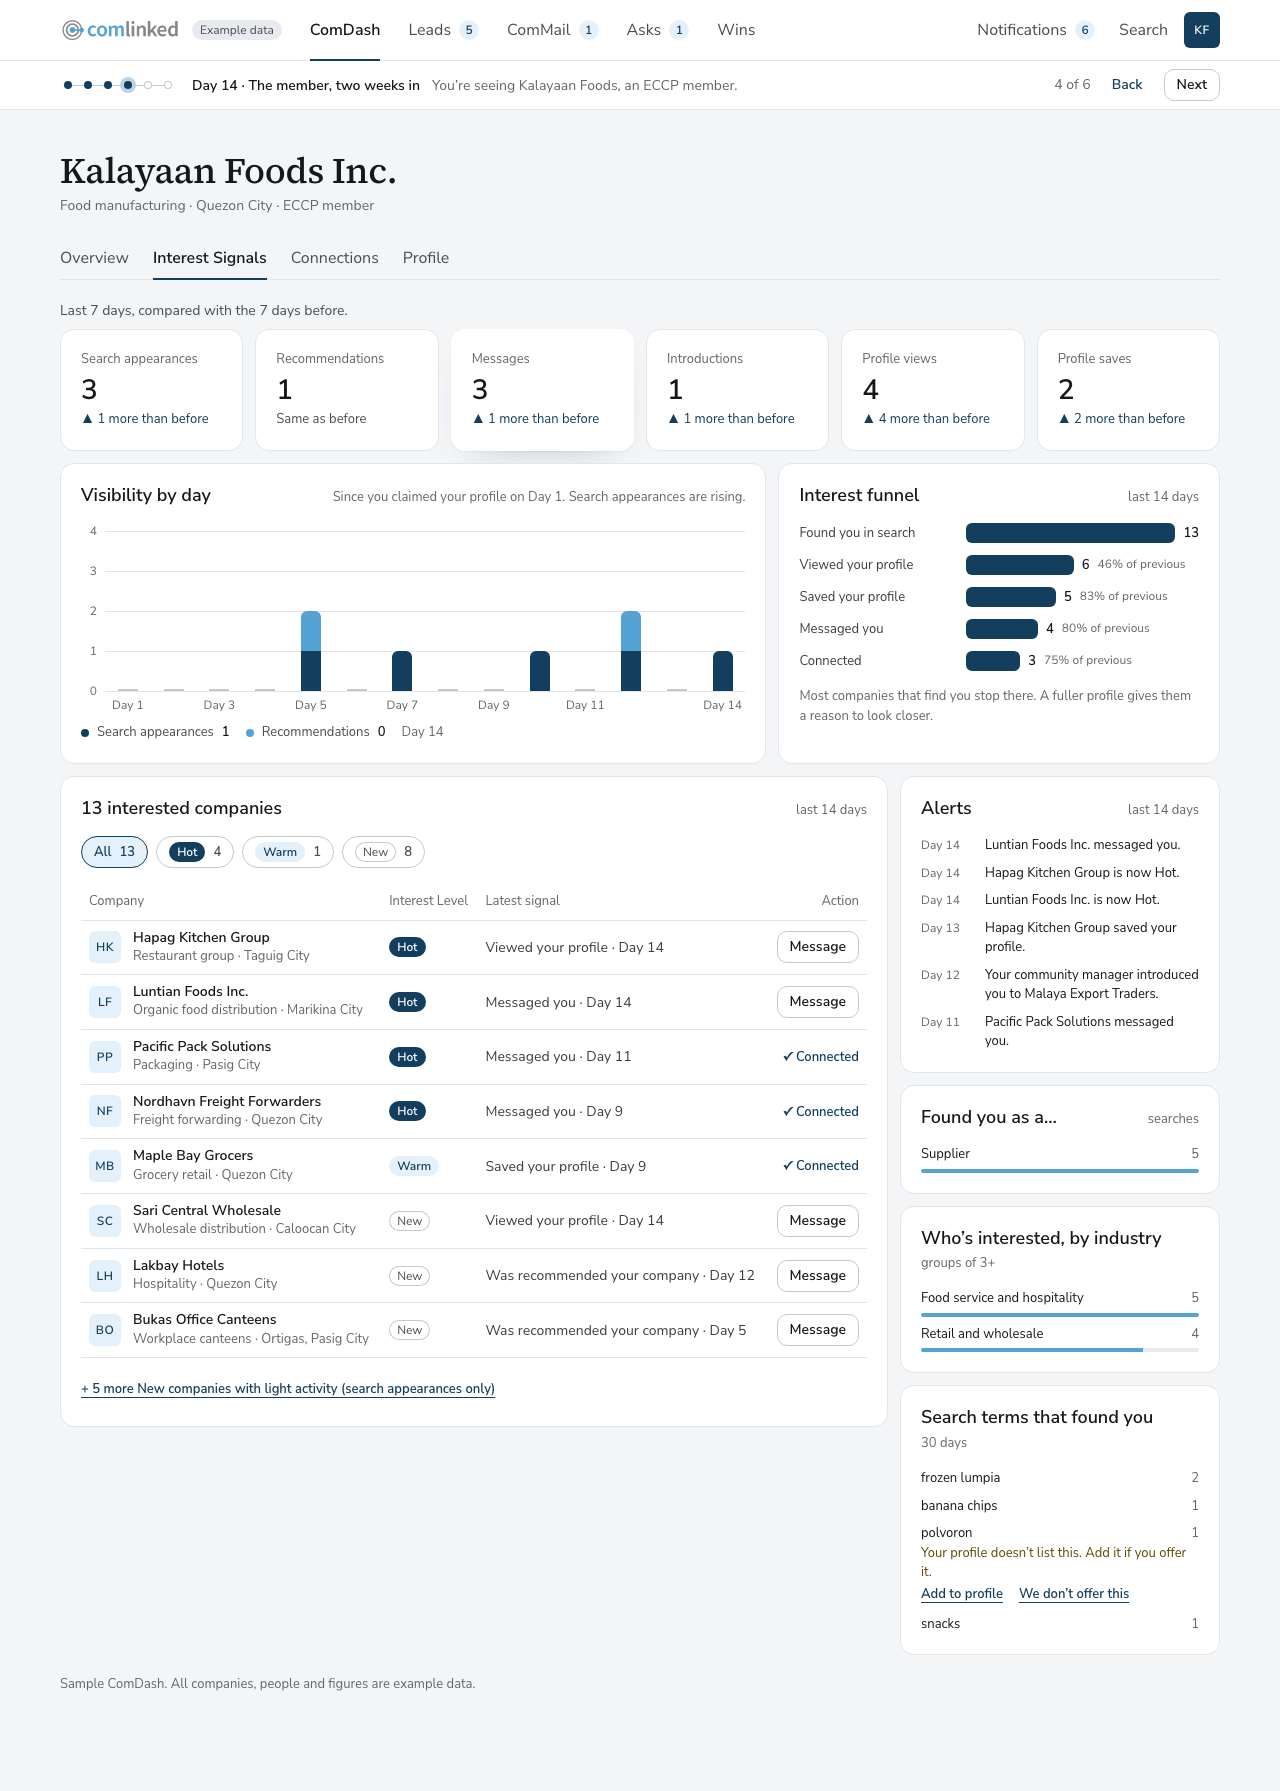 comlinked
Example data
ComDash
Leads 5
ComMail 1
Asks 1
Wins
Notifications 6
Search
KF
Day 14 · The member, two weeks in
You’re seeing Kalayaan Foods, an ECCP member.
4 of 6
Back
Next
Kalayaan Foods Inc.
Food manufacturing · Quezon City · ECCP member
Overview
Interest Signals
Connections
Profile
Last 7 days, compared with the 7 days before.
Search appearances
3
▲ 1 more than before
Recommendations
1
Same as before
Messages
3
▲ 1 more than before
Introductions
1
▲ 1 more than before
Profile views
4
▲ 4 more than before
Profile saves
2
▲ 2 more than before
Visibility by day
Since you claimed your profile on Day 1. Search appearances are rising.
4
3
2
1
0
Day 1
Day 3
Day 5
Day 7
Day 9
Day 11
Day 14
Search appearances 1
Recommendations 0
Day 14
Interest funnel
last 14 days
Found you in search 13
Viewed your profile 6 46% of previous
Saved your profile 5 83% of previous
Messaged you 4 80% of previous
Connected 3 75% of previous
Most companies that find you stop there. A fuller profile gives them
a reason to look closer.
13 interested companies
last 14 days
All 13
Hot 4
Warm 1
New 8
Company
Interest Level
Latest signal
Action
HK
Hapag Kitchen Group
Restaurant group · Taguig City
Hot
Viewed your profile · Day 14
Message
LF
Luntian Foods Inc.
Organic food distribution · Marikina City
Hot
Messaged you · Day 14
Message
PP
Pacific Pack Solutions
Packaging · Pasig City
Hot
Messaged you · Day 11
✓ Connected
NF
Nordhavn Freight Forwarders
Freight forwarding · Quezon City
Hot
Messaged you · Day 9
✓ Connected
MB
Maple Bay Grocers
Grocery retail · Quezon City
Warm
Saved your profile · Day 9
✓ Connected
SC
Sari Central Wholesale
Wholesale distribution · Caloocan City
New
Viewed your profile · Day 14
Message
LH
Lakbay Hotels
Hospitality · Quezon City
New
Was recommended your company · Day 12
Message
BO
Bukas Office Canteens
Workplace canteens · Ortigas, Pasig City
New
Was recommended your company · Day 5
Message
+ 5 more New companies with light activity (search appearances only)
Alerts
last 14 days
Day 14 Luntian Foods Inc. messaged you.
Day 14 Hapag Kitchen Group is now Hot.
Day 14 Luntian Foods Inc. is now Hot.
Day 13 Hapag Kitchen Group saved your
profile.
Day 12 Your community manager introduced
you to Malaya Export Traders.
Day 11 Pacific Pack Solutions messaged
you.
Found you as a…
searches
Supplier 5
Who’s interested, by industry
groups of 3+
Food service and hospitality 5
Retail and wholesale 4
Search terms that found you
30 days
frozen lumpia 2
banana chips 1
polvoron 1
Your profile doesn’t list this. Add it if you offer
it.
Add to profile
We don’t offer this
snacks 1
Sample ComDash. All companies, people and figures are example data.